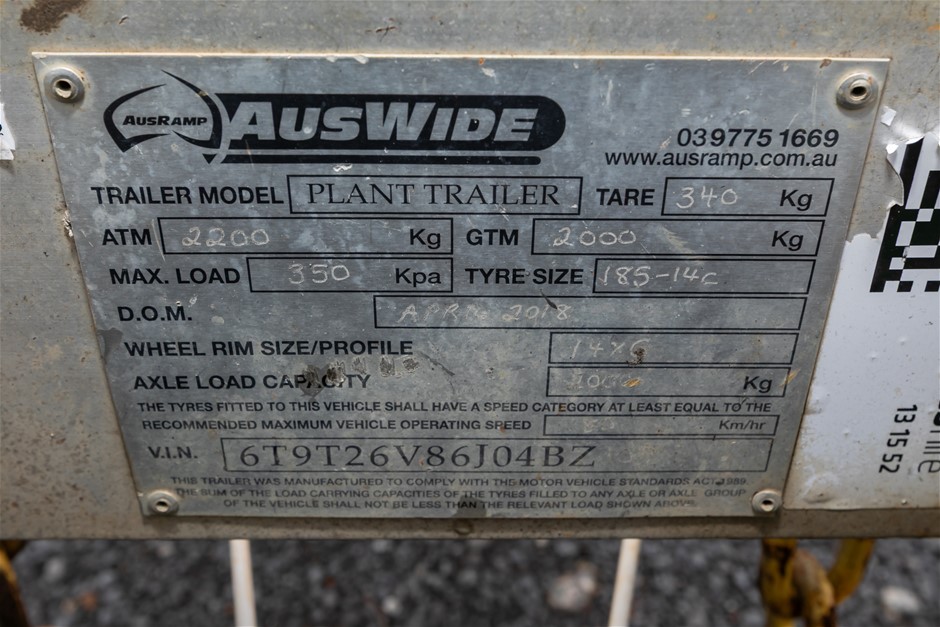 AUSRAMP
AUSWIDE
039775 1669
www.ausramp.com.au
TRAILER MODEL PLANT TRAILER TARE 340 Kg
ATM 2200 Kg GTM 2000 Kg
MAX. LOAD 350 Kpa TYRE SIZE 185-14C
D.O.M. APRIL 2018
WHEEL RIM SIZE/PROFILE 14X6
AXLE LOAD CAPACITY Kg
THE TYRES FITTED TO THIS VEHICLE SHALL HAVE A SPEED CATEGORY AT LEAST EQUAL TO THE
RECOMMENDED MAXIMUM VEHICLE OPERATING SPEED Km/hr
V.I.N. 6T9T26V86J04BZ
THIS TRAILER WAS MANUFACTURED TO COMPLY WITH THE MOTOR VEHICLE STANDARDS ACT 1989
THE SUM OF THE LOAD CARRYING CAPACITIES OF THE TYRES FILLED TO ANY AXLE OR AXLE GROUP
OF THE VEHICLE SHALL NOT BE LESS THAN THE RELEVANT LOAD SHOWN ABOVE.
13 15 52